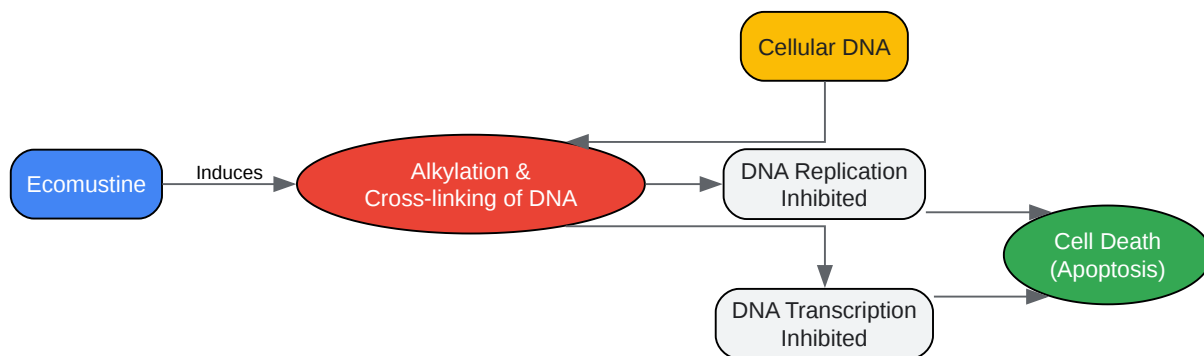 Cellular DNA
Ecomustine
Induces
Alkylation &
Cross-linking of DNA
DNA Replication
Inhibited
Cell Death
(Apoptosis)
DNA Transcription
Inhibited